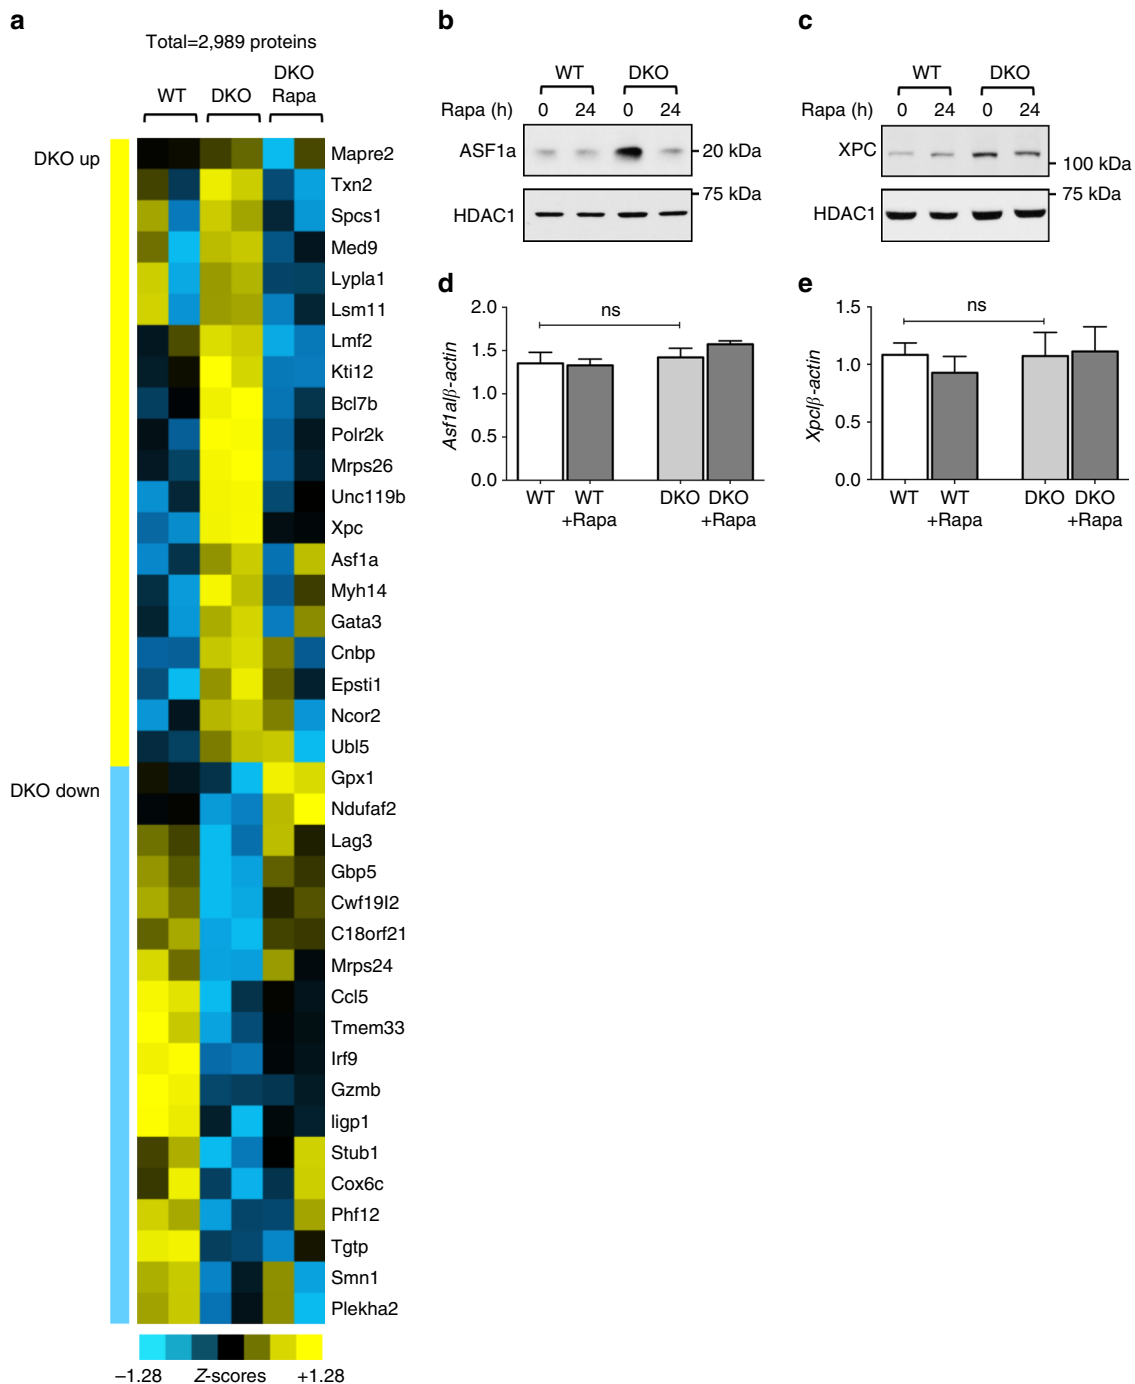 a
Total=2,989 proteins
WT
DKO
DKO
Rapa
DKO up
DKO down
Mapre2
Txn2
Spcs1
Med9
Lypla1
Lsm11
Lmf2
Kti12
Bcl7b
Polr2k
Mrps26
Unc119b
Xpc
Asf1a
Myh14
Gata3
Cnbp
Epsti1
Ncor2
Ubl5
Gpx1
Ndufaf2
Lag3
Gbp5
Cwf19l2
C18orf21
Mrps24
Ccl5
Tmem33
Irf9
Gzmb
Iigp1
Stub1
Cox6c
Phf12
Tgtp
Smn1
Plekha2
−1.28 Z-scores +1.28
b
WT DKO
Rapa (h) 0 24 0 24
ASF1a
20 kDa
75 kDa
HDAC1
c
WT DKO
Rapa (h) 0 24 0 24
XPC
100 kDa
75 kDa
HDAC1
d
2.0
1.5
1.0
0.5
0.0
Asf1a/β-actin
ns
WT WT DKO DKO
+Rapa +Rapa
e
1.5
1.0
0.5
0.0
Xpc/β-actin
ns
WT WT DKO DKO
+Rapa +Rapa